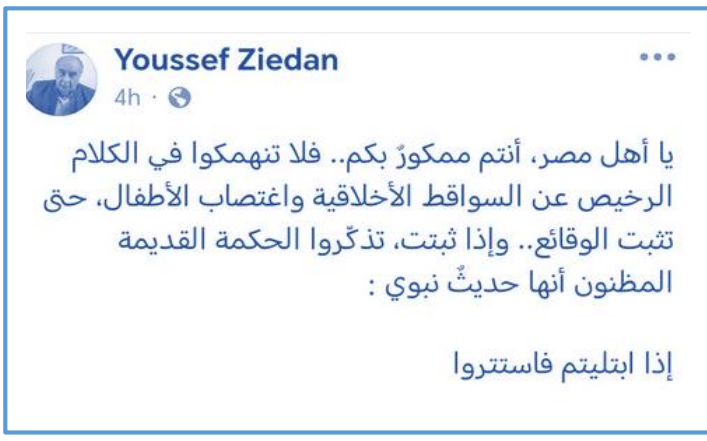 Youssef Ziedan
4h ·
يا أهل مصر، أنتم ممكورٌ بكم.. فلا تنهمكوا في الكلام
الرخيص عن السواقط الأخلاقية واغتصاب الأطفال، حتى
تثبت الوقائع.. وإذا ثبتت، تذكّروا الحكمة القديمة
المظنون أنها حديثٌ نبوي :
إذا ابتليتم فاستتروا